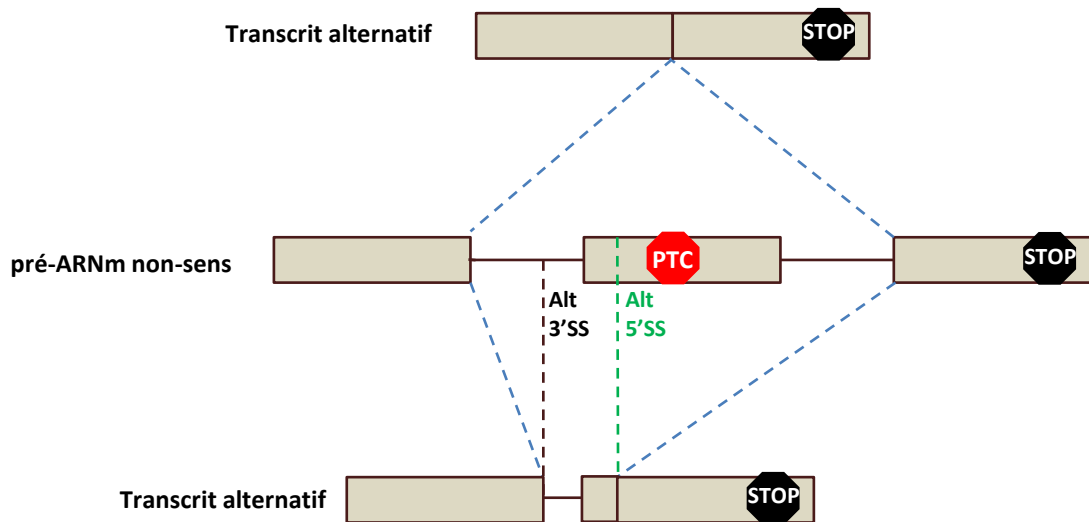 Transcrit alternatif
STOP
pré-ARNm non-sens
PTC
STOP
Alt
3'SS
Alt
5'SS
Transcrit alternatif
STOP